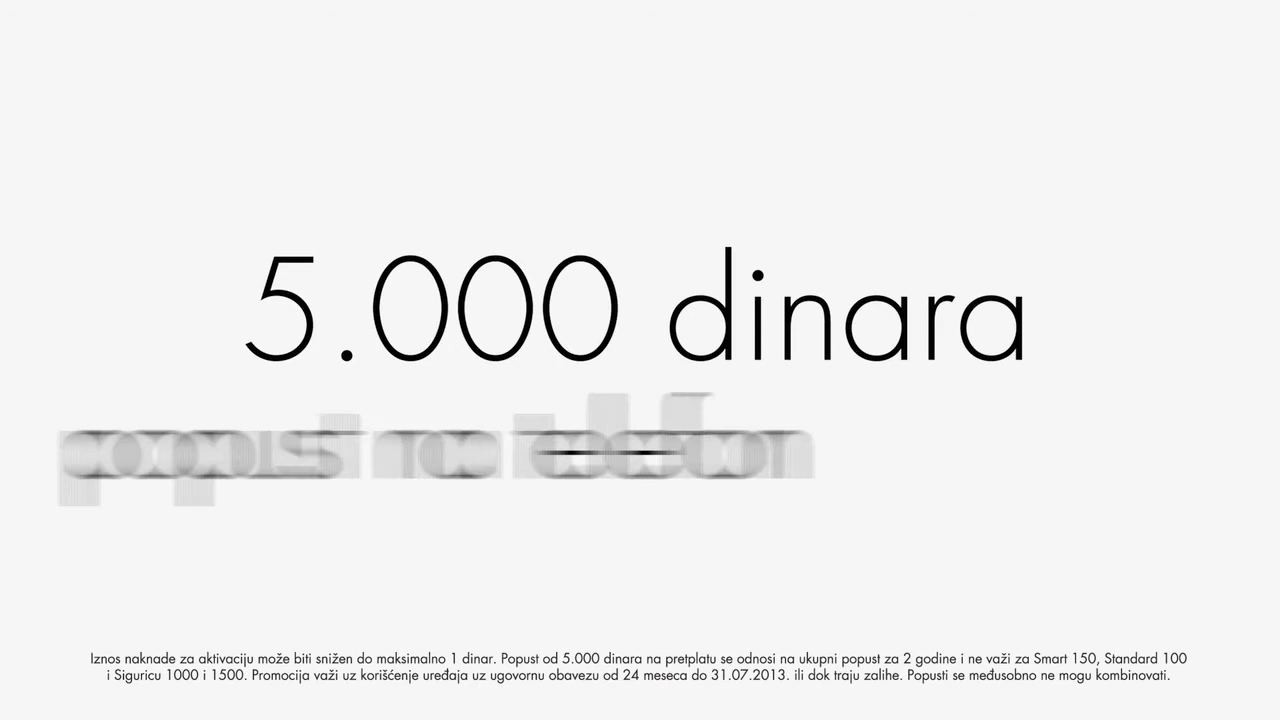 5.000 dinara
popust na telefon
Iznos naknade za aktivaciju može biti snižen do maksimalno 1 dinar. Popust od 5.000 dinara na pretplatu se odnosi na ukupni popust za 2 godine i ne važi za Smart 150, Standard 100
i Siguricu 1000 i 1500. Promocija važi uz korišćenje uređaja uz ugovornu obavezu od 24 meseca do 31.07.2013. ili dok traju zalihe. Popusti se međusobno ne mogu kombinovati.